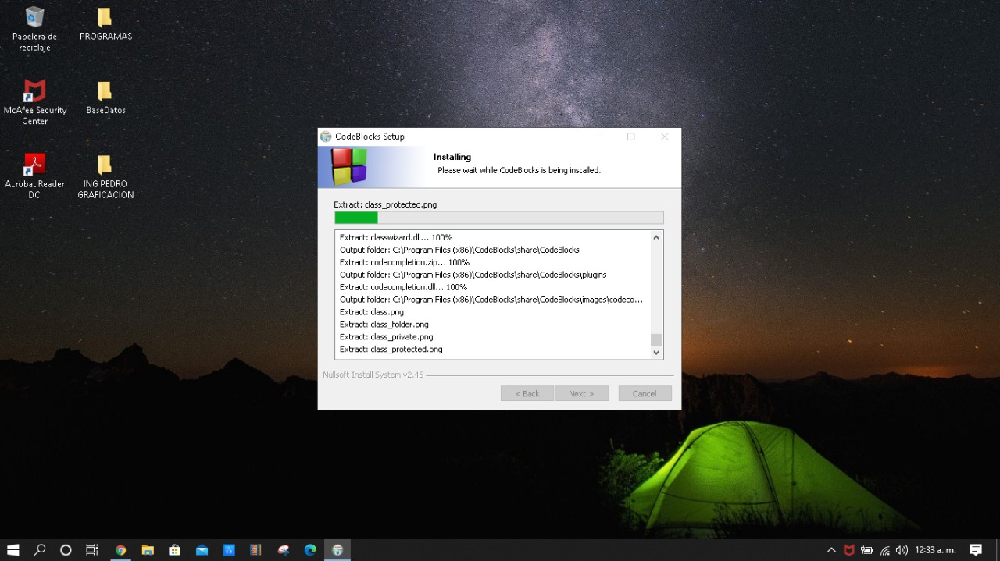 Papelera de
reciclaje
PROGRAMAS
McAfee Security
Center
BaseDatos
Acrobat Reader
DC
ING PEDRO
GRAFICACION
CodeBlocks Setup
Installing
Please wait while CodeBlocks is being installed.
Extract: class_protected.png
Extract: classwizard.dll... 100%
Output folder: C:\Program Files (x86)\CodeBlocks\share\CodeBlocks
Extract: codecompletion.zip... 100%
Output folder: C:\Program Files (x86)\CodeBlocks\share\CodeBlocks\plugins
Extract: codecompletion.dll... 100%
Output folder: C:\Program Files (x86)\CodeBlocks\share\CodeBlocks\images\codeco...
Extract: class.png
Extract: class_folder.png
Extract: class_private.png
Extract: class_protected.png
Nullsoft Install System v2.46
< Back
Next >
Cancel
12:33 a. m.